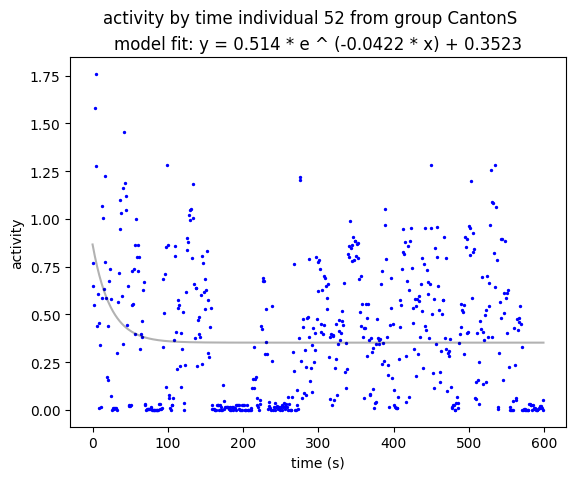 activity by time individual 52 from group CantonS
model fit: y = 0.514 * e ^ (-0.0422 * x) + 0.3523
activity
1.75
1.50
1.25
1.00
0.75
0.50
0.25
0.00
0 100 200 300 400 500 600
time (s)